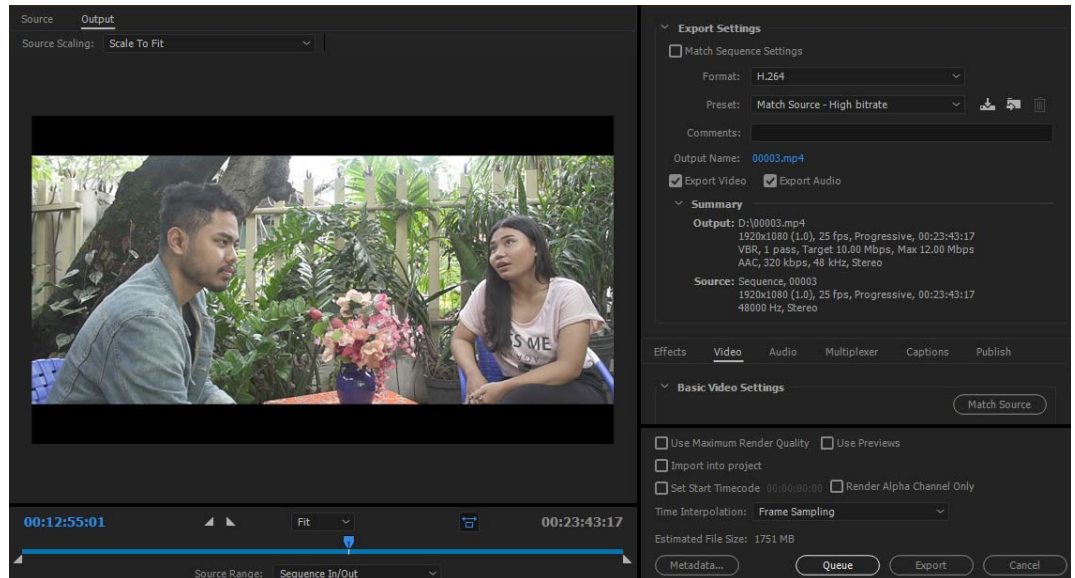 Source Output
Source Scaling: Scale To Fit
SS ME
00:12:55:01 Fit 00:23:43:17
Source Range: Sequence In/Out
Export Settings
Match Sequence Settings
Format: H.264
Preset: Match Source - High bitrate
Comments:
Output Name: 00003.mp4
Export Video Export Audio
Summary
Output: D:\00003.mp4
1920x1080 (1.0), 25 fps, Progressive, 00:23:43:17
VBR, 1 pass, Target 10.00 Mbps, Max 12.00 Mbps
AAC, 320 kbps, 48 kHz, Stereo
Source: Sequence, 00003
1920x1080 (1.0), 25 fps, Progressive, 00:23:43:17
48000 Hz, Stereo
Effects Video Audio Multiplexer Captions Publish
Basic Video Settings
Match Source
Use Maximum Render Quality Use Previews
Import into project
Set Start Timecode 00:00:00:00 Render Alpha Channel Only
Time Interpolation: Frame Sampling
Estimated File Size: 1751 MB
Metadata... Queue Export Cancel